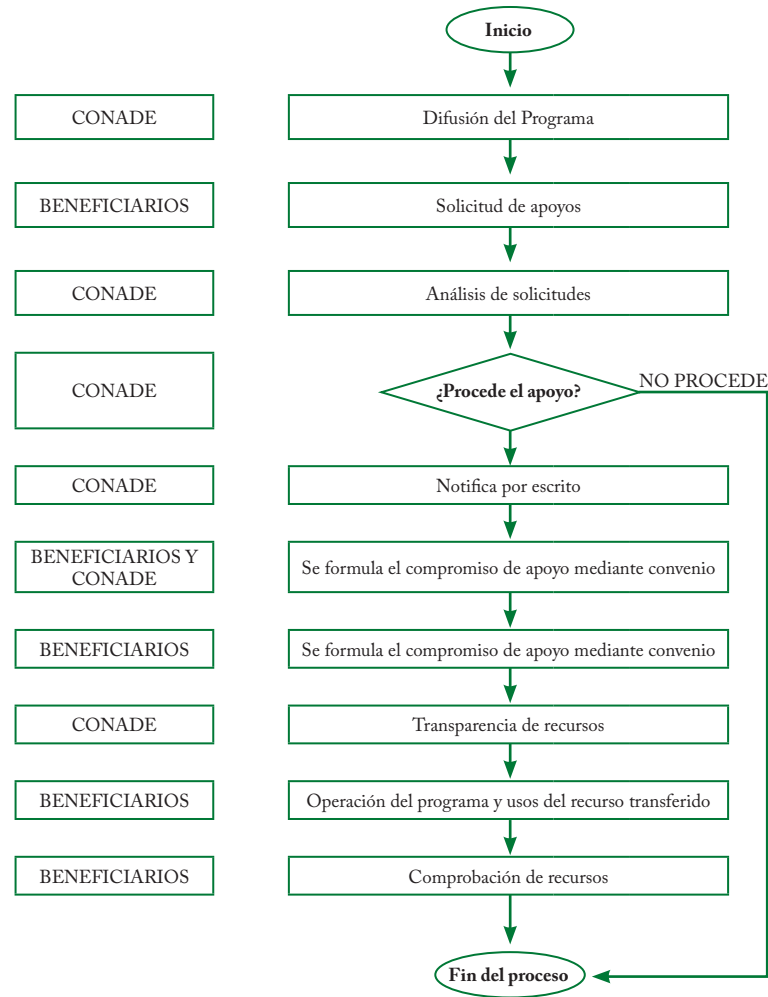 Inicio
CONADE
Difusión del Programa
BENEFICIARIOS
Solicitud de apoyos
CONADE
Análisis de solicitudes
CONADE
¿Procede el apoyo?
NO PROCEDE
CONADE
Notifica por escrito
BENEFICIARIOS Y
CONADE
Se formula el compromiso de apoyo mediante convenio
BENEFICIARIOS
Se formula el compromiso de apoyo mediante convenio
CONADE
Transparencia de recursos
BENEFICIARIOS
Operación del programa y usos del recurso transferido
BENEFICIARIOS
Comprobación de recursos
Fin del proceso